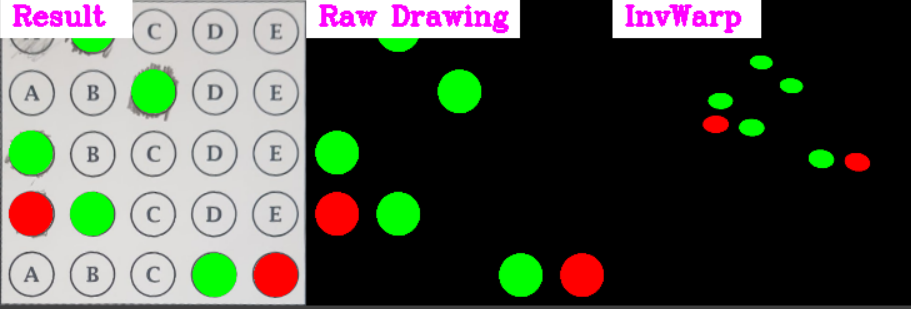 Result Raw Drawing InvWarp
C D E
A B D E
B C D E
C D E
A B C